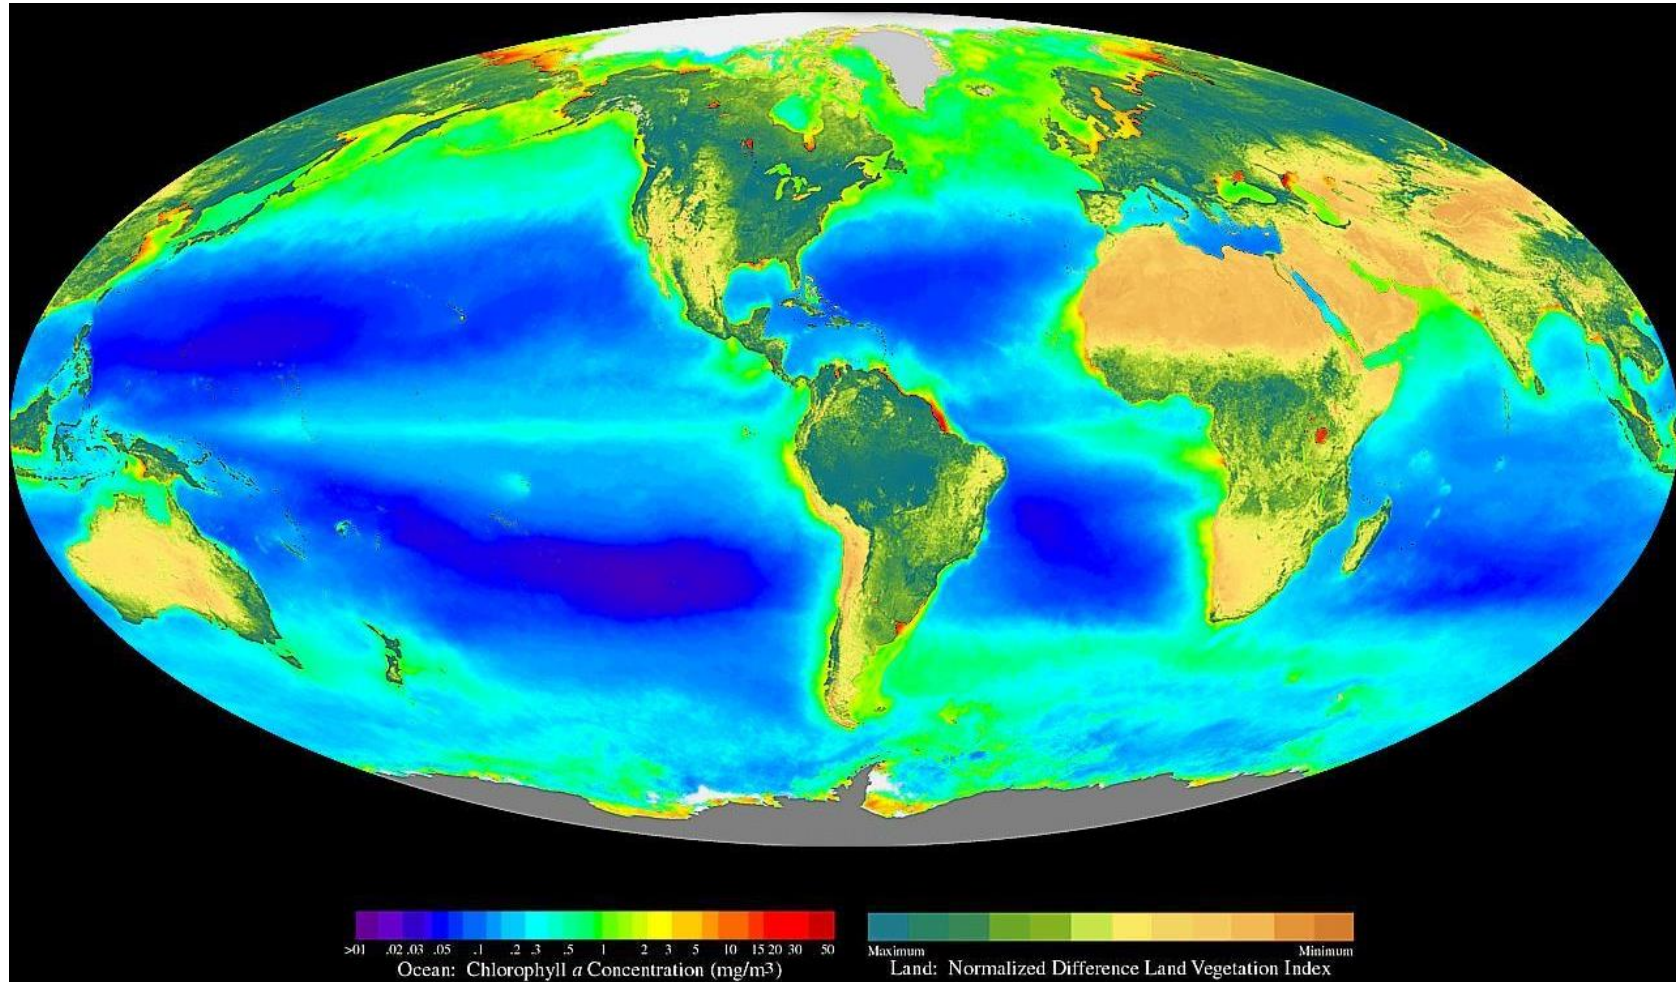 >01 .02 .03 .05 .1 .2 .3 .5 1 2 3 5 10 15 20 30 50
Ocean: Chlorophyll a Concentration (mg/m3)
Maximum Minimum
Land: Normalized Difference Land Vegetation Index